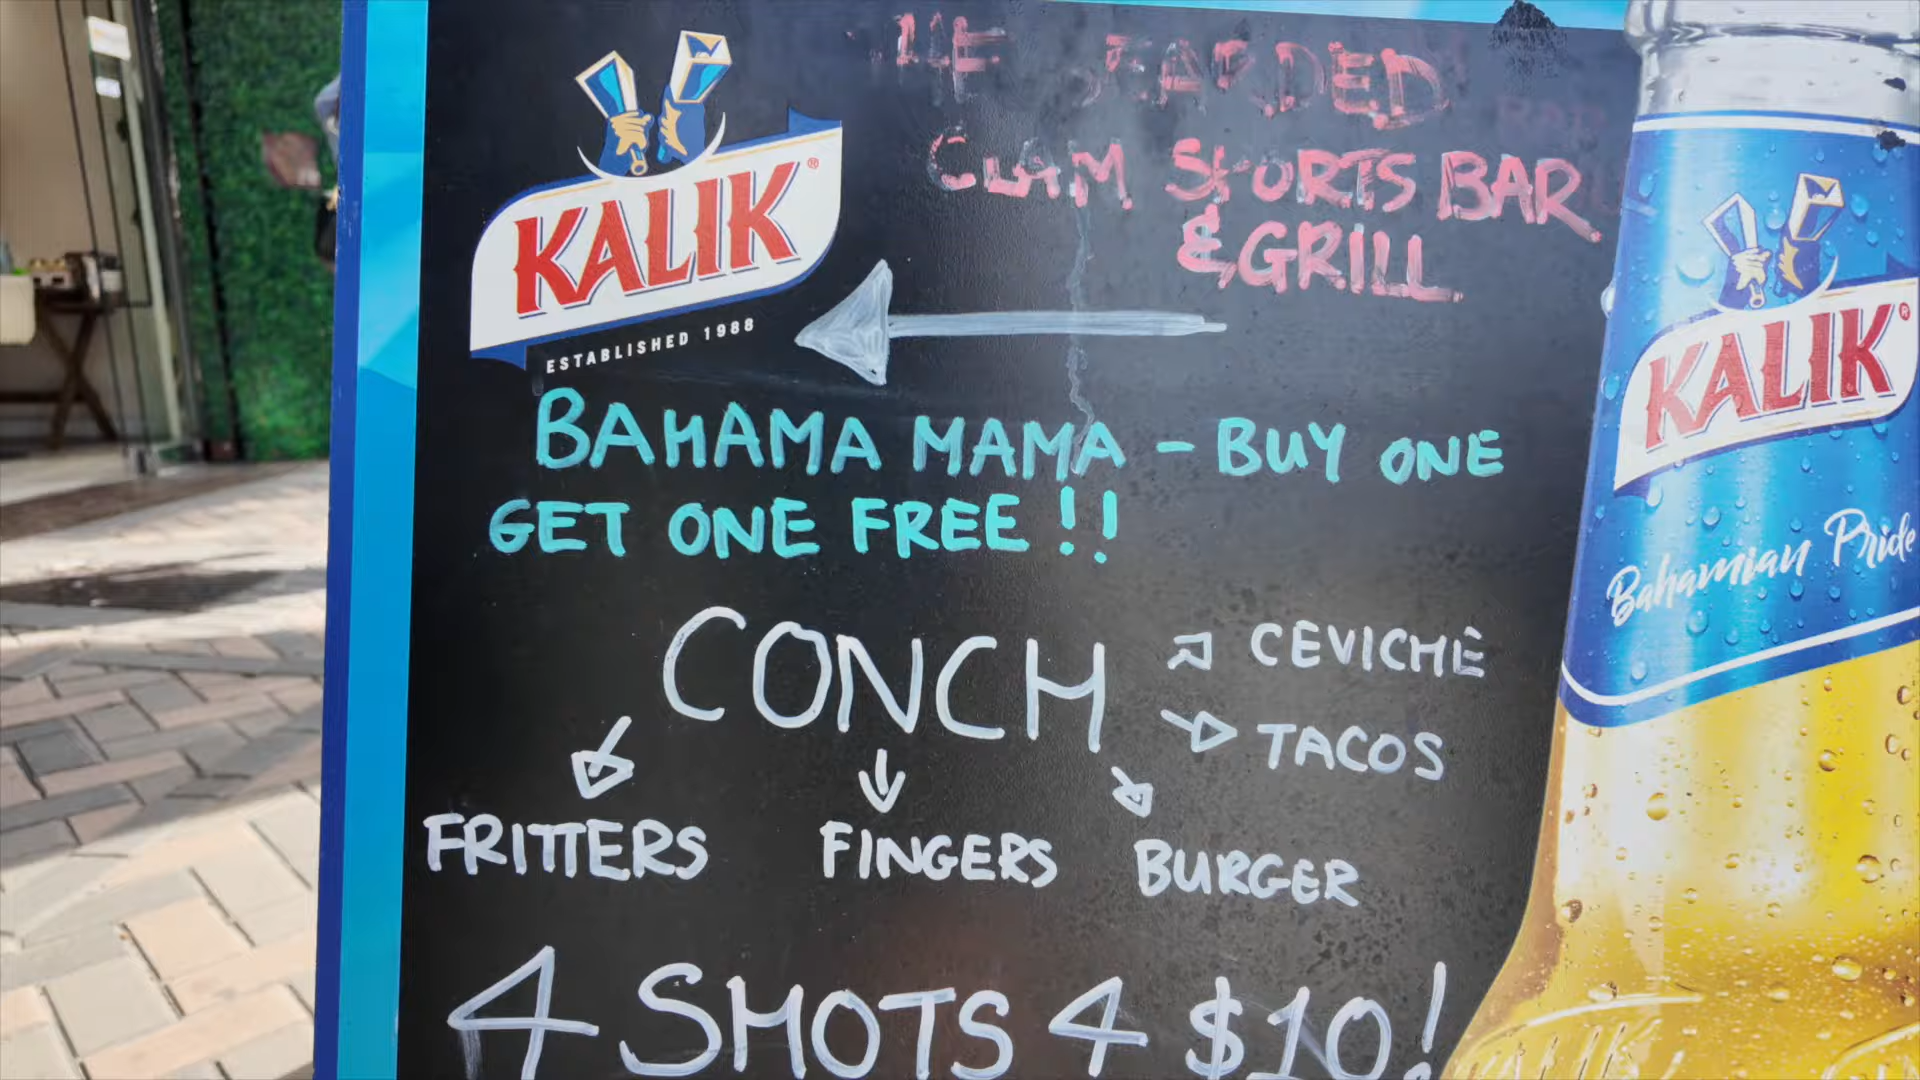 KALIK®
ESTABLISHED 1988
CLAM SPORTS BAR
& GRILL
BAHAMA MAMA - BUY ONE
GET ONE FREE !!
CONCH
CEVICHE
TACOS
FRITTERS
FINGERS
BURGER
4 SHOTS 4 $10!
KALIK®
Bahamian Pride